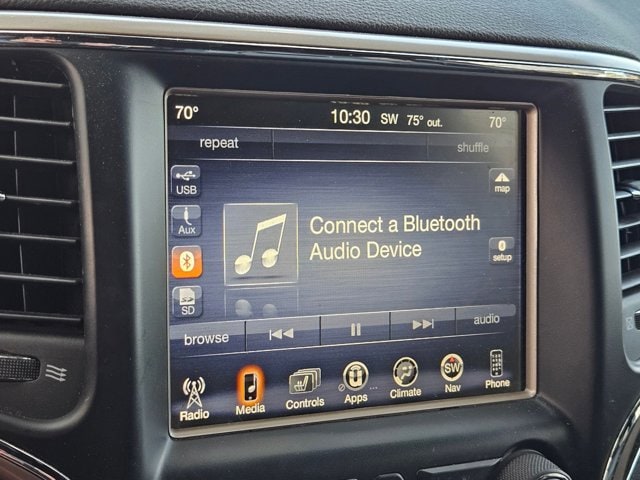 70° 10:30 SW 75° out. 70°
repeat shuffle
USB
map
Aux
Connect a Bluetooth
Audio Device
setup
SD
browse audio
Radio Media Controls Apps Climate SW Nav Phone